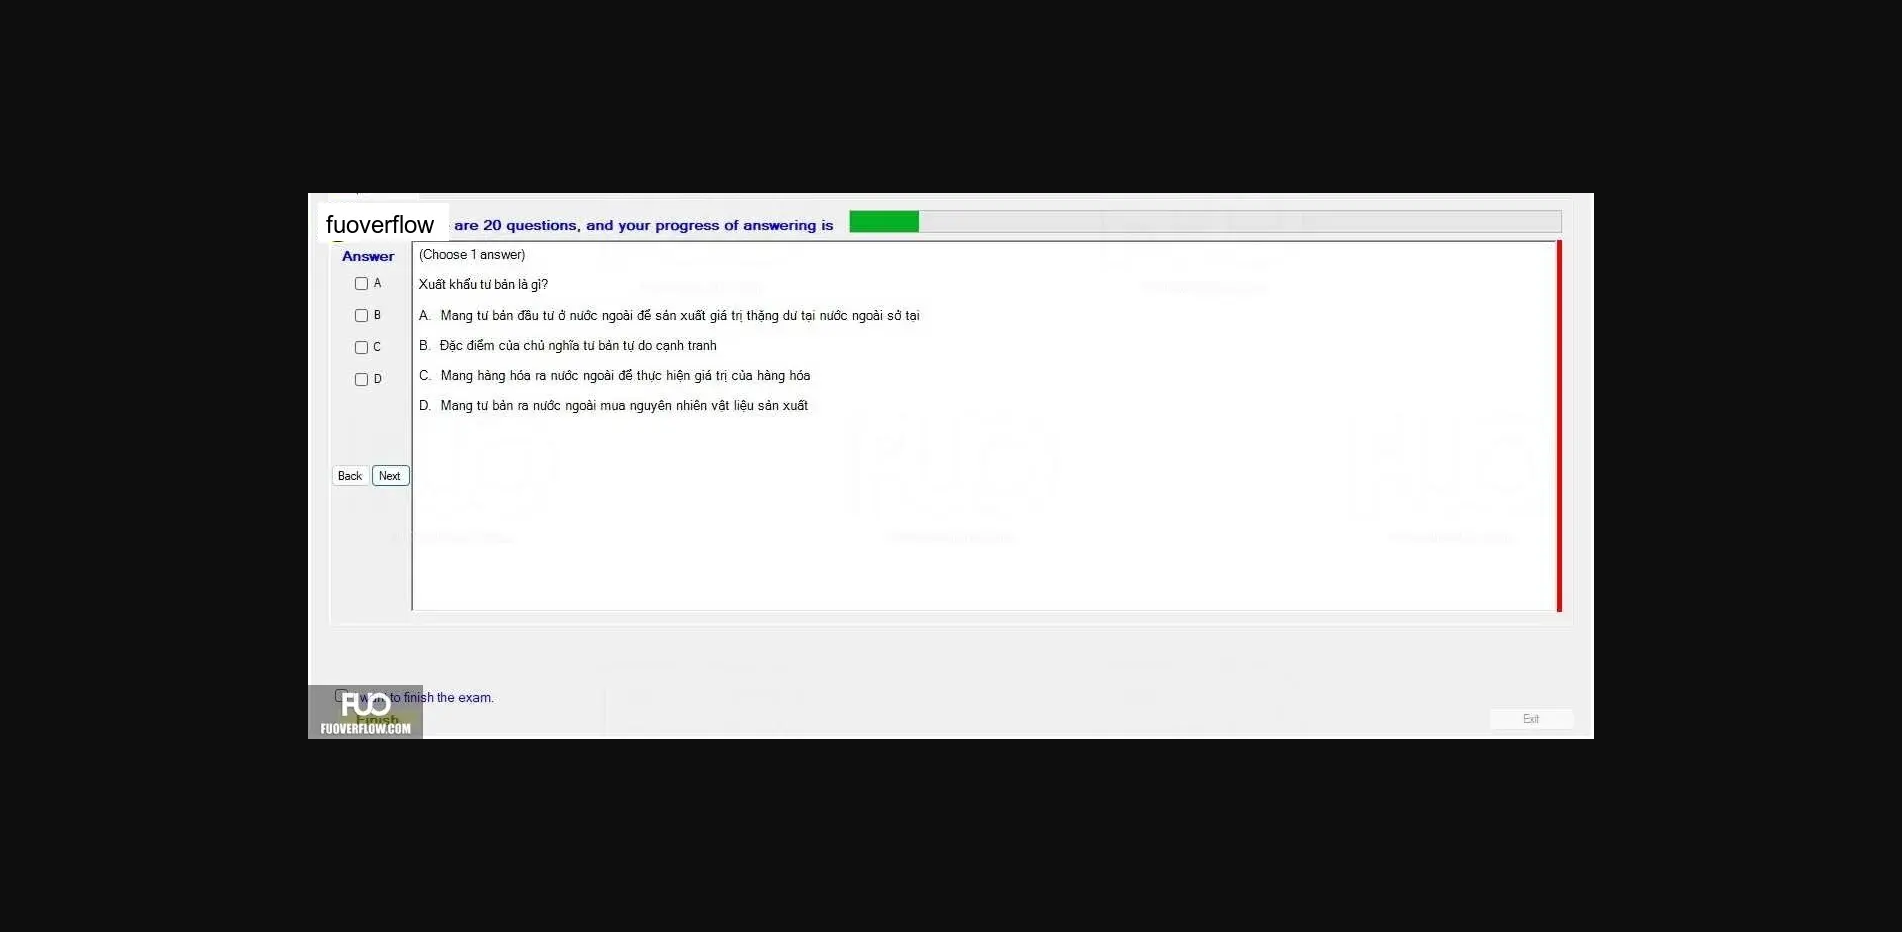 fuoverflow are 20 questions, and your progress of answering is
Answer
(Choose 1 answer)
A
Xuất khẩu tư bản là gì?
B
A. Mang tư bản đầu tư ở nước ngoài để sản xuất giá trị thặng dư tại nước ngoài sở tại
C
B. Đặc điểm của chủ nghĩa tư bản tự do cạnh tranh
D
C. Mang hàng hóa ra nước ngoài để thực hiện giá trị của hàng hóa
D. Mang tư bản ra nước ngoài mua nguyên nhiên vật liệu sản xuất
Back Next
want to finish the exam.
FUO
Finish
FUOVERFLOW.COM
Exit